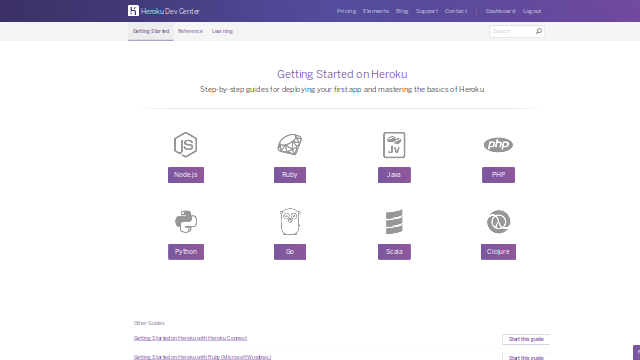 Heroku Dev Center
Pricing Elements Blog Support Contact | Dashboard Logout
Getting Started Reference Learning
Search
Getting Started on Heroku
Step-by-step guides for deploying your first app and mastering the basics of Heroku
JS
Jv
php
Node.js Ruby Java PHP
Python Go Scala Clojure
Other Guides
Getting Started on Heroku with Heroku Connect Start this guide
Getting Started on Heroku with Ruby (Microsoft Windows) Start this guide